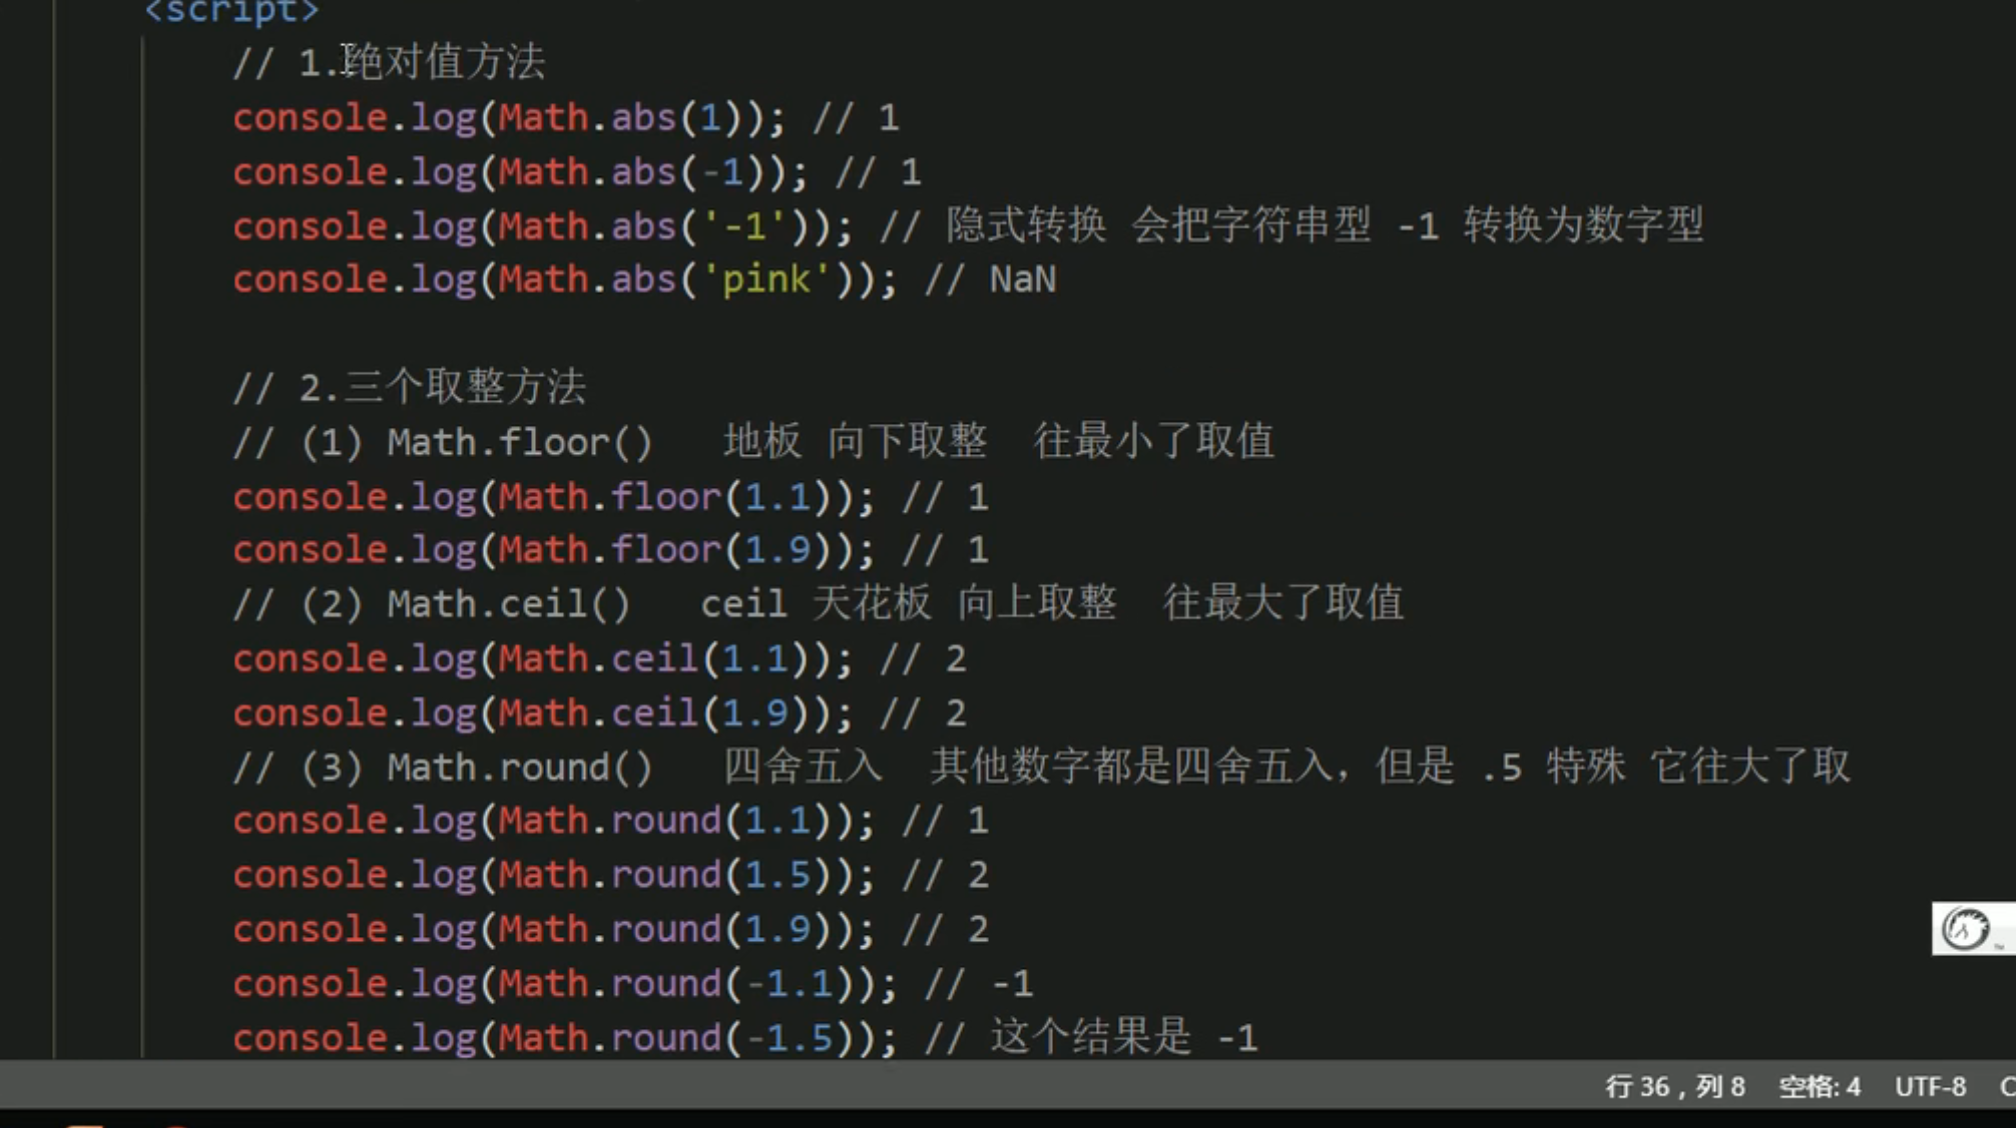 <script>
// 1.绝对值方法
console.log(Math.abs(1)); // 1
console.log(Math.abs(-1)); // 1
console.log(Math.abs('-1')); // 隐式转换 会把字符串型 -1 转换为数字型
console.log(Math.abs('pink')); // NaN
// 2.三个取整方法
// (1) Math.floor() 地板 向下取整 往最小了取值
console.log(Math.floor(1.1)); // 1
console.log(Math.floor(1.9)); // 1
// (2) Math.ceil() ceil 天花板 向上取整 往最大了取值
console.log(Math.ceil(1.1)); // 2
console.log(Math.ceil(1.9)); // 2
// (3) Math.round() 四舍五入 其他数字都是四舍五入，但是 .5 特殊 它往大了取
console.log(Math.round(1.1)); // 1
console.log(Math.round(1.5)); // 2
console.log(Math.round(1.9)); // 2
console.log(Math.round(-1.1)); // -1
console.log(Math.round(-1.5)); // 这个结果是 -1
行 36，列 8 空格: 4 UTF-8